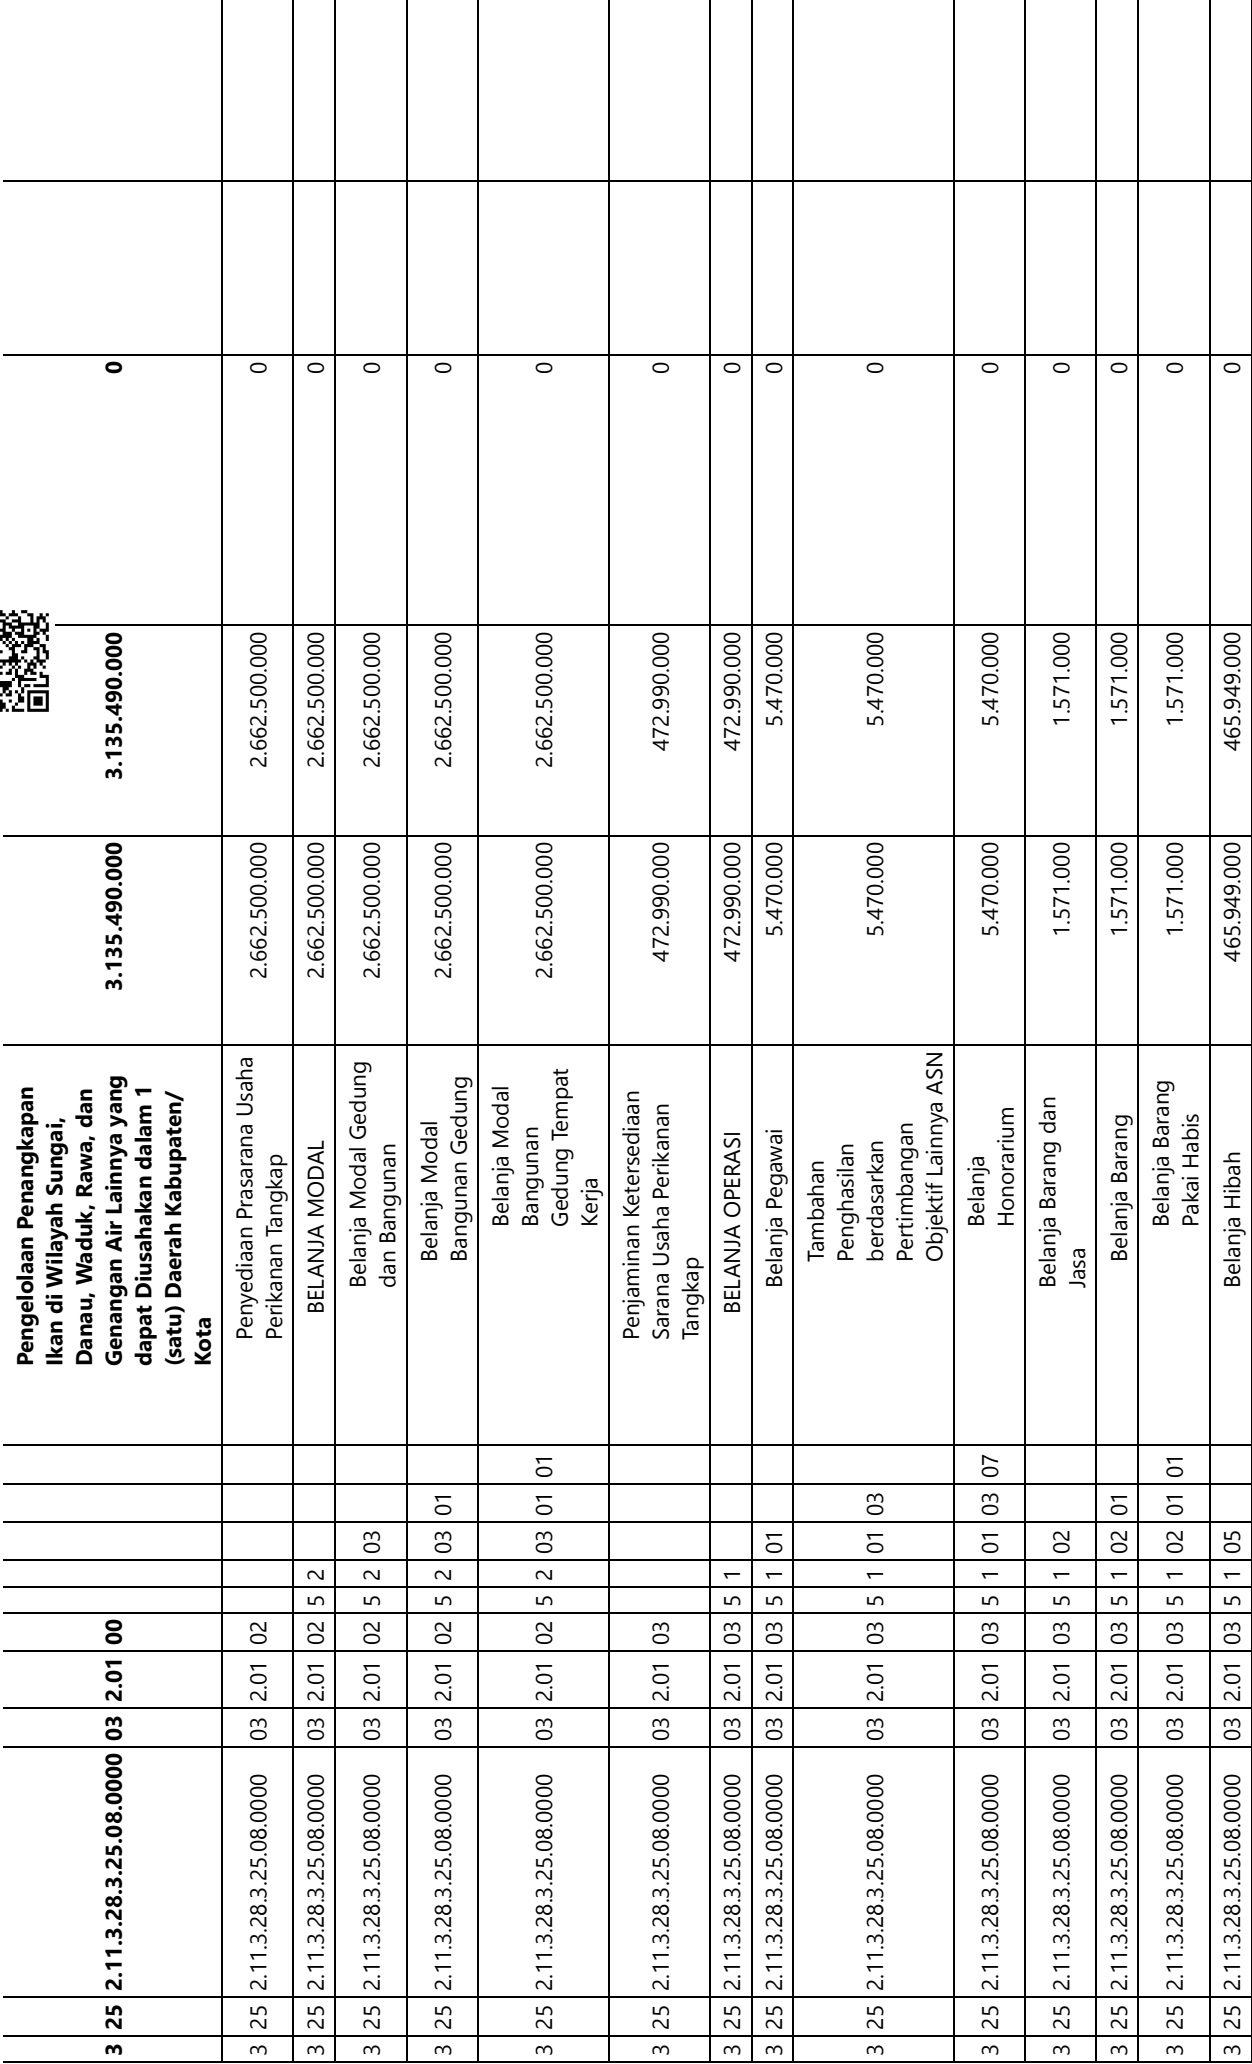 3 25 2.11.3.28.3.25.08.0000 03 2.01 00 Pengelolaan Penangkapan
Ikan di Wilayah Sungai,
Danau, Waduk, Rawa, dan
Genangan Air Lainnya yang
dapat Diusahakan dalam 1
(satu) Daerah Kabupaten/
Kota 3.135.490.000 3.135.490.000 0
3 25 2.11.3.28.3.25.08.0000 03 2.01 02 Penyediaan Prasarana Usaha
Perikanan Tangkap 2.662.500.000 2.662.500.000 0
3 25 2.11.3.28.3.25.08.0000 03 2.01 02 5 2 BELANJA MODAL 2.662.500.000 2.662.500.000 0
3 25 2.11.3.28.3.25.08.0000 03 2.01 02 5 2 03 Belanja Modal Gedung
dan Bangunan 2.662.500.000 2.662.500.000 0
3 25 2.11.3.28.3.25.08.0000 03 2.01 02 5 2 03 01 Belanja Modal
Bangunan Gedung 2.662.500.000 2.662.500.000 0
3 25 2.11.3.28.3.25.08.0000 03 2.01 02 5 2 03 01 01 Belanja Modal
Bangunan
Gedung Tempat
Kerja 2.662.500.000 2.662.500.000 0
3 25 2.11.3.28.3.25.08.0000 03 2.01 03 Penjaminan Ketersediaan
Sarana Usaha Perikanan
Tangkap 472.990.000 472.990.000 0
3 25 2.11.3.28.3.25.08.0000 03 2.01 03 5 1 BELANJA OPERASI 472.990.000 472.990.000 0
3 25 2.11.3.28.3.25.08.0000 03 2.01 03 5 1 01 Belanja Pegawai 5.470.000 5.470.000 0
3 25 2.11.3.28.3.25.08.0000 03 2.01 03 5 1 01 03 Tambahan
Penghasilan
berdasarkan
Pertimbangan
Objektif Lainnya ASN 5.470.000 5.470.000 0
3 25 2.11.3.28.3.25.08.0000 03 2.01 03 5 1 01 03 07 Belanja
Honorarium 5.470.000 5.470.000 0
3 25 2.11.3.28.3.25.08.0000 03 2.01 03 5 1 02 Belanja Barang dan
Jasa 1.571.000 1.571.000 0
3 25 2.11.3.28.3.25.08.0000 03 2.01 03 5 1 02 01 Belanja Barang 1.571.000 1.571.000 0
3 25 2.11.3.28.3.25.08.0000 03 2.01 03 5 1 02 01 01 Belanja Barang
Pakai Habis 1.571.000 1.571.000 0
3 25 2.11.3.28.3.25.08.0000 03 2.01 03 5 1 05 Belanja Hibah 465.949.000 465.949.000 0